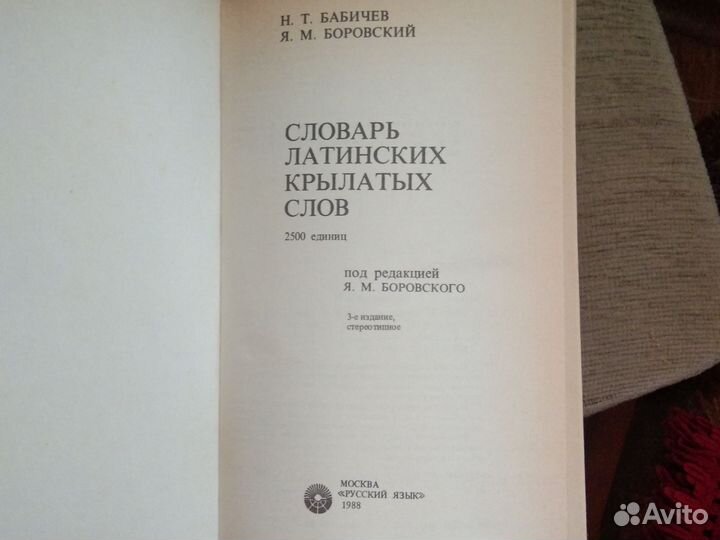 Н. Т. БАБИЧЕВ
Я. М. БОРОВСКИЙ
СЛОВАРЬ
ЛАТИНСКИХ
КРЫЛАТЫХ
СЛОВ
2500 единиц
под редакцией
Я. М. БОРОВСКОГО
3-е издание,
стереотипное
МОСКВА
«РУССКИЙ ЯЗЫК»
1988
Avito